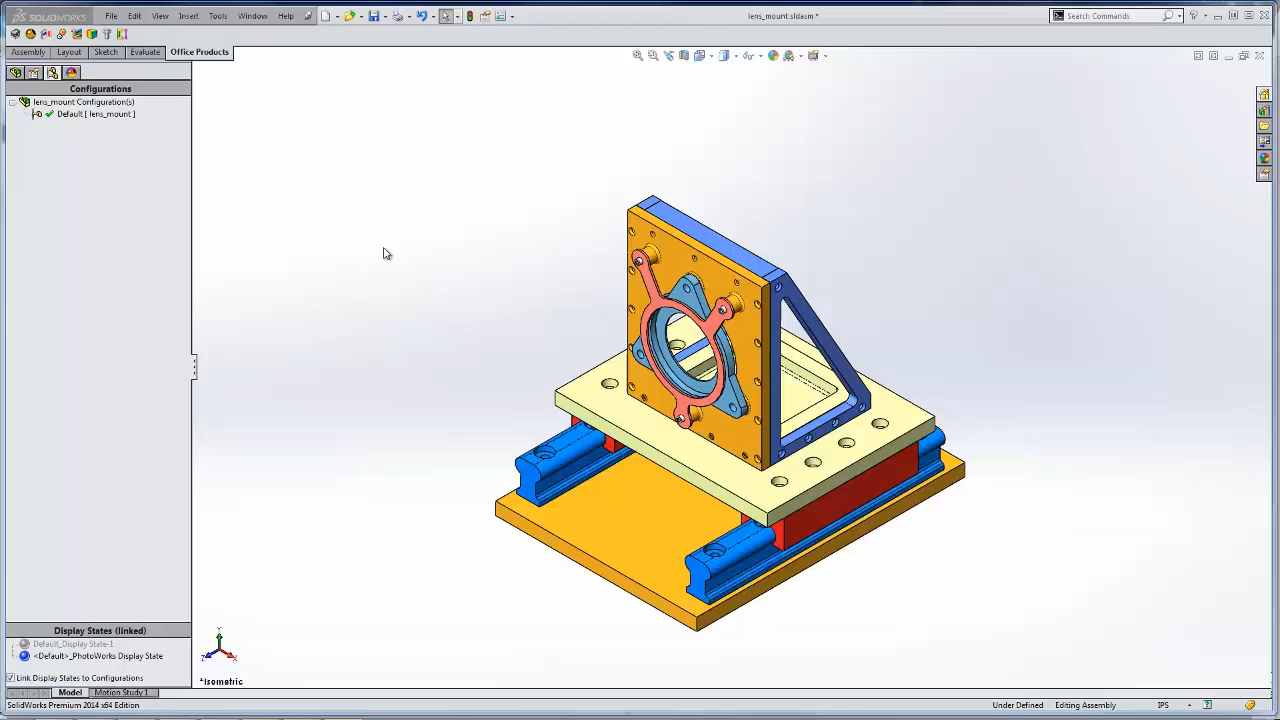 SOLIDWORKS File Edit View Insert Tools Window Help lens_mount.sldasm * Search Commands ?
Assembly Layout Sketch Evaluate Office Products
Configurations
lens_mount Configuration(s)
Default [ lens_mount ]
Display States (linked)
Default_Display State-1
<Default>_PhotoWorks Display State
Link Display States to Configurations
Y
Z X
*Isometric
Model Motion Study 1
SolidWorks Premium 2014 x64 Edition Under Defined Editing Assembly IPS ?